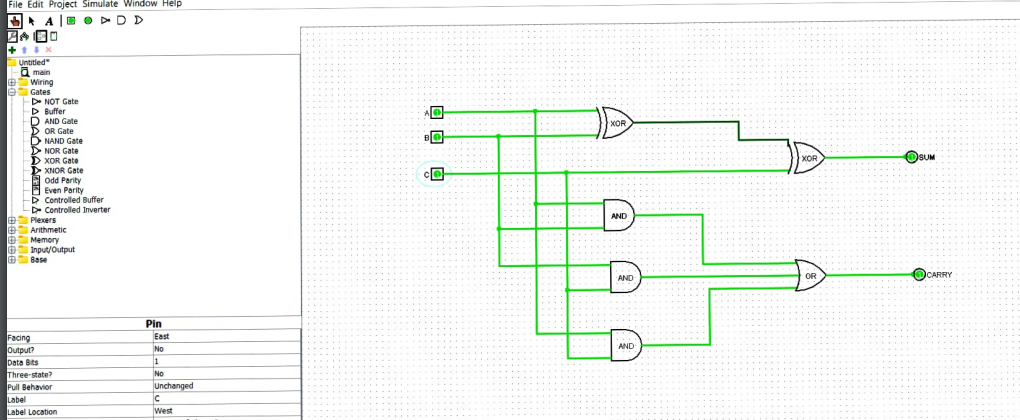 File Edit Project Simulate Window Help
A
Untitled*
main
Wiring
Gates
NOT Gate
Buffer
AND Gate
OR Gate
NAND Gate
NOR Gate
XOR Gate
XNOR Gate
Odd Parity
Even Parity
Controlled Buffer
Controlled Inverter
Plexers
Arithmetic
Memory
Input/Output
Base
Pin
Facing East
Output? No
Data Bits 1
Three-state? No
Pull Behavior Unchanged
Label C
Label Location West
A
B
C
XOR
XOR
SUM
AND
AND
AND
OR
CARRY